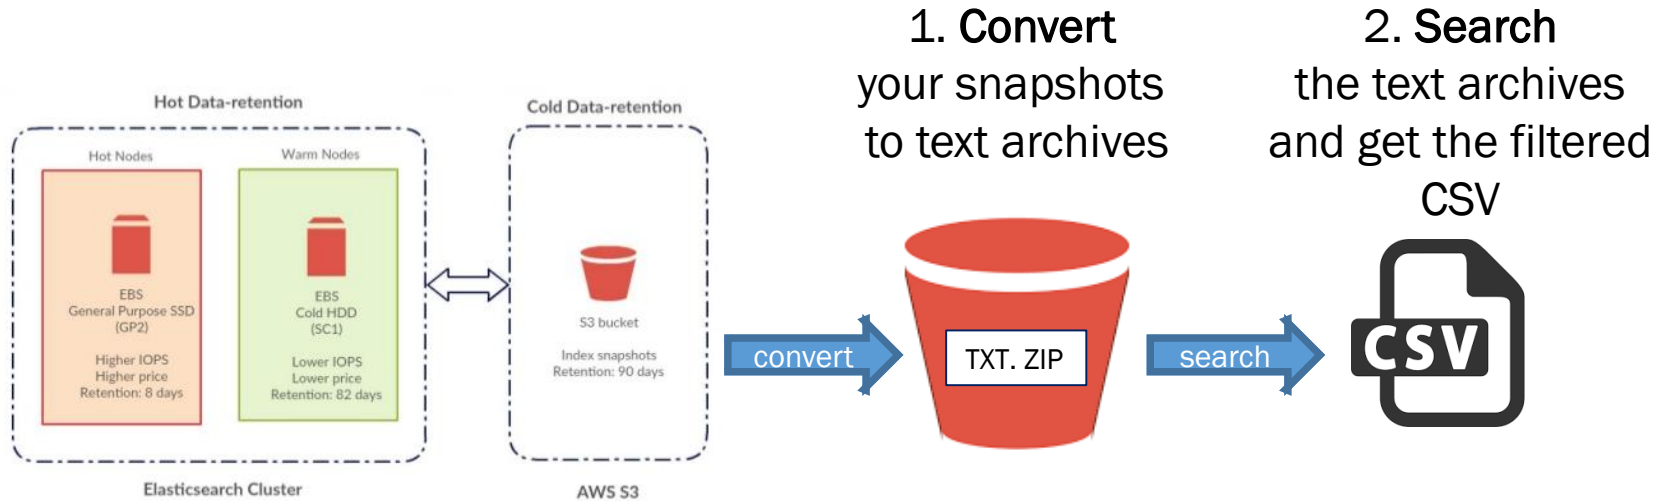 Hot Data-retention
Hot Nodes
EBS
General Purpose SSD
(GP2)
Higher IOPS
Higher price
Retention: 8 days
Warm Nodes
EBS
Cold HDD
(SC1)
Lower IOPS
Lower price
Retention: 82 days
Elasticsearch Cluster
Cold Data-retention
S3 bucket
Index snapshots
Retention: 90 days
AWS S3
convert
1. Convert
your snapshots
to text archives
TXT. ZIP
search
2. Search
the text archives
and get the filtered
CSV
CSV